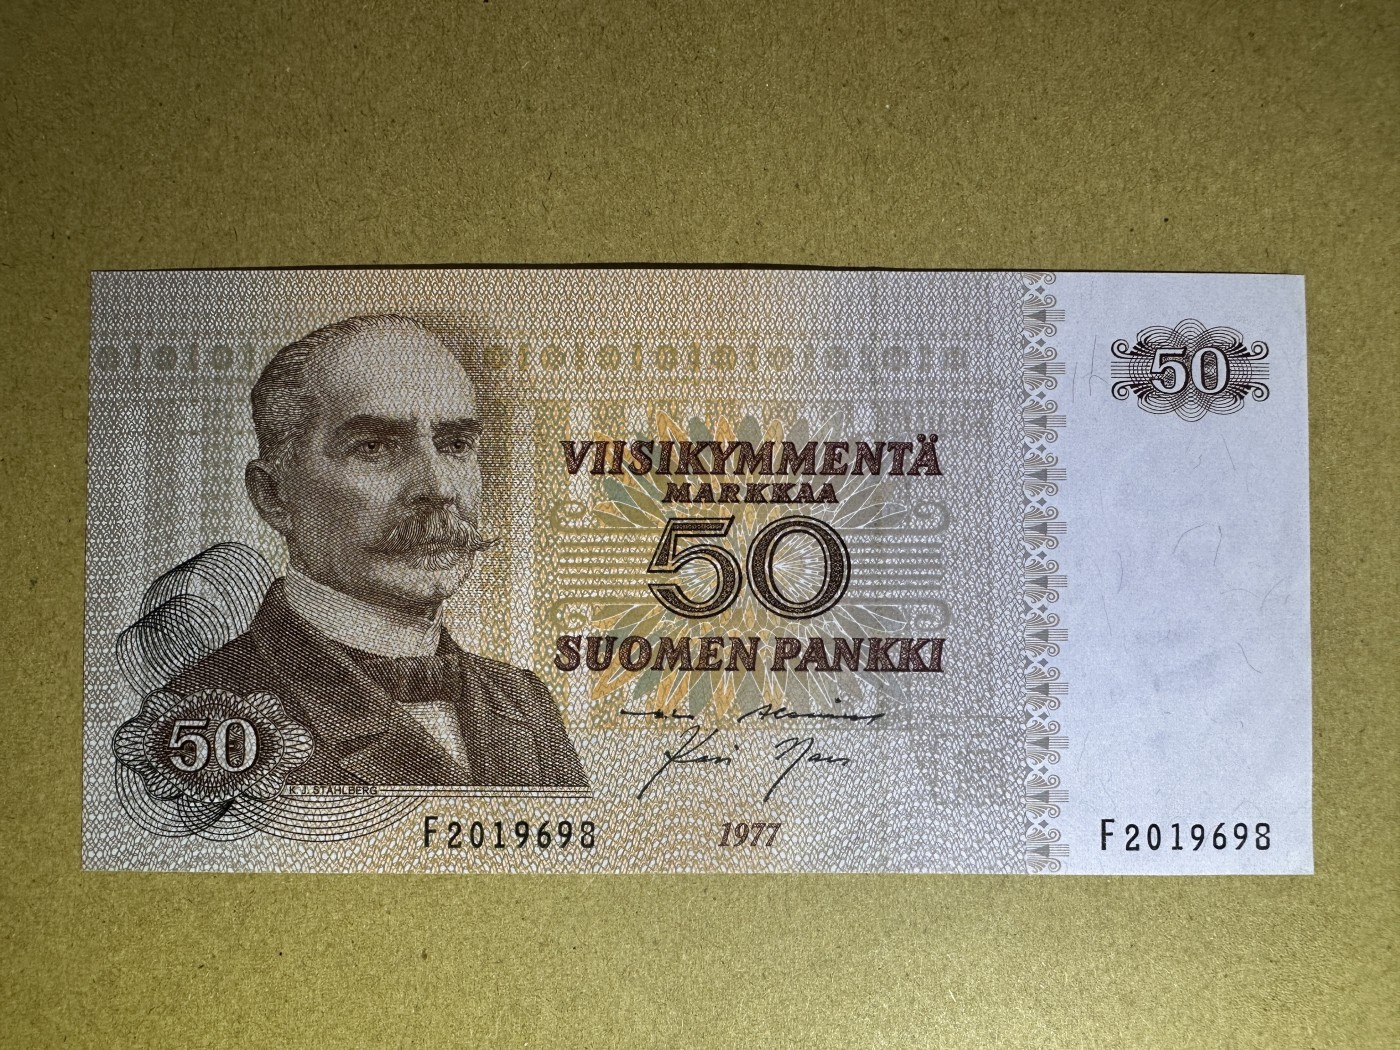 50
VIISIKYMMENTÄ
MARKKAA
50
SUOMEN PANKKI
50
K. J. STÅHLBERG
F2019698
1977
F2019698